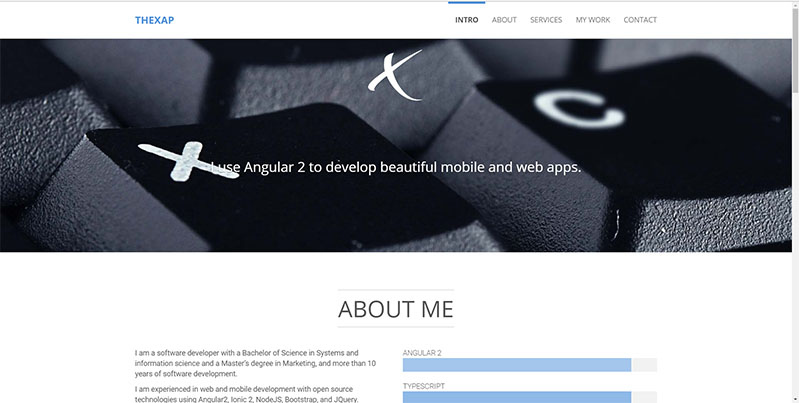 THEXAP
INTRO ABOUT SERVICES MY WORK CONTACT
X
C
X
I use Angular 2 to develop beautiful mobile and web apps.
ABOUT ME
I am a software developer with a Bachelor of Science in Systems and
information science and a Master's degree in Marketing, and more than 10
years of software development.
I am experienced in web and mobile development with open source
technologies using Angular2, Ionic 2, NodeJS, Bootstrap, and JQuery.
ANGULAR 2
TYPESCRIPT